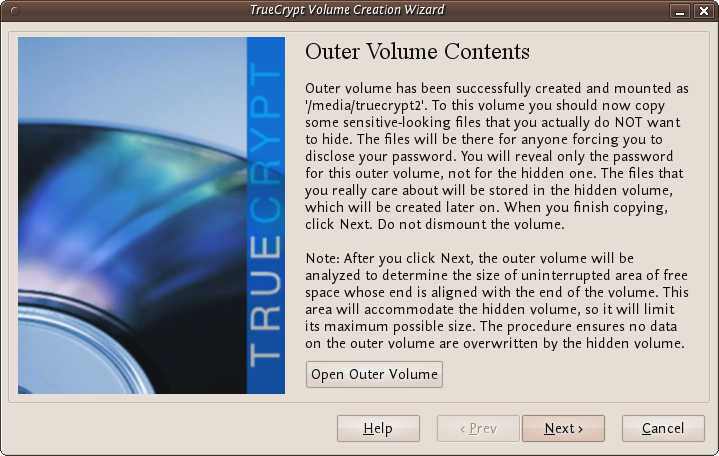 TrueCrypt Volume Creation Wizard
TRUECRYPT
Outer Volume Contents
Outer volume has been successfully created and mounted as
'/media/truecrypt2'. To this volume you should now copy
some sensitive-looking files that you actually do NOT want
to hide. The files will be there for anyone forcing you to
disclose your password. You will reveal only the password
for this outer volume, not for the hidden one. The files that
you really care about will be stored in the hidden volume,
which will be created later on. When you finish copying,
click Next. Do not dismount the volume.
Note: After you click Next, the outer volume will be
analyzed to determine the size of uninterrupted area of free
space whose end is aligned with the end of the volume. This
area will accommodate the hidden volume, so it will limit
its maximum possible size. The procedure ensures no data
on the outer volume are overwritten by the hidden volume.
Open Outer Volume
Help
< Prev
Next >
Cancel